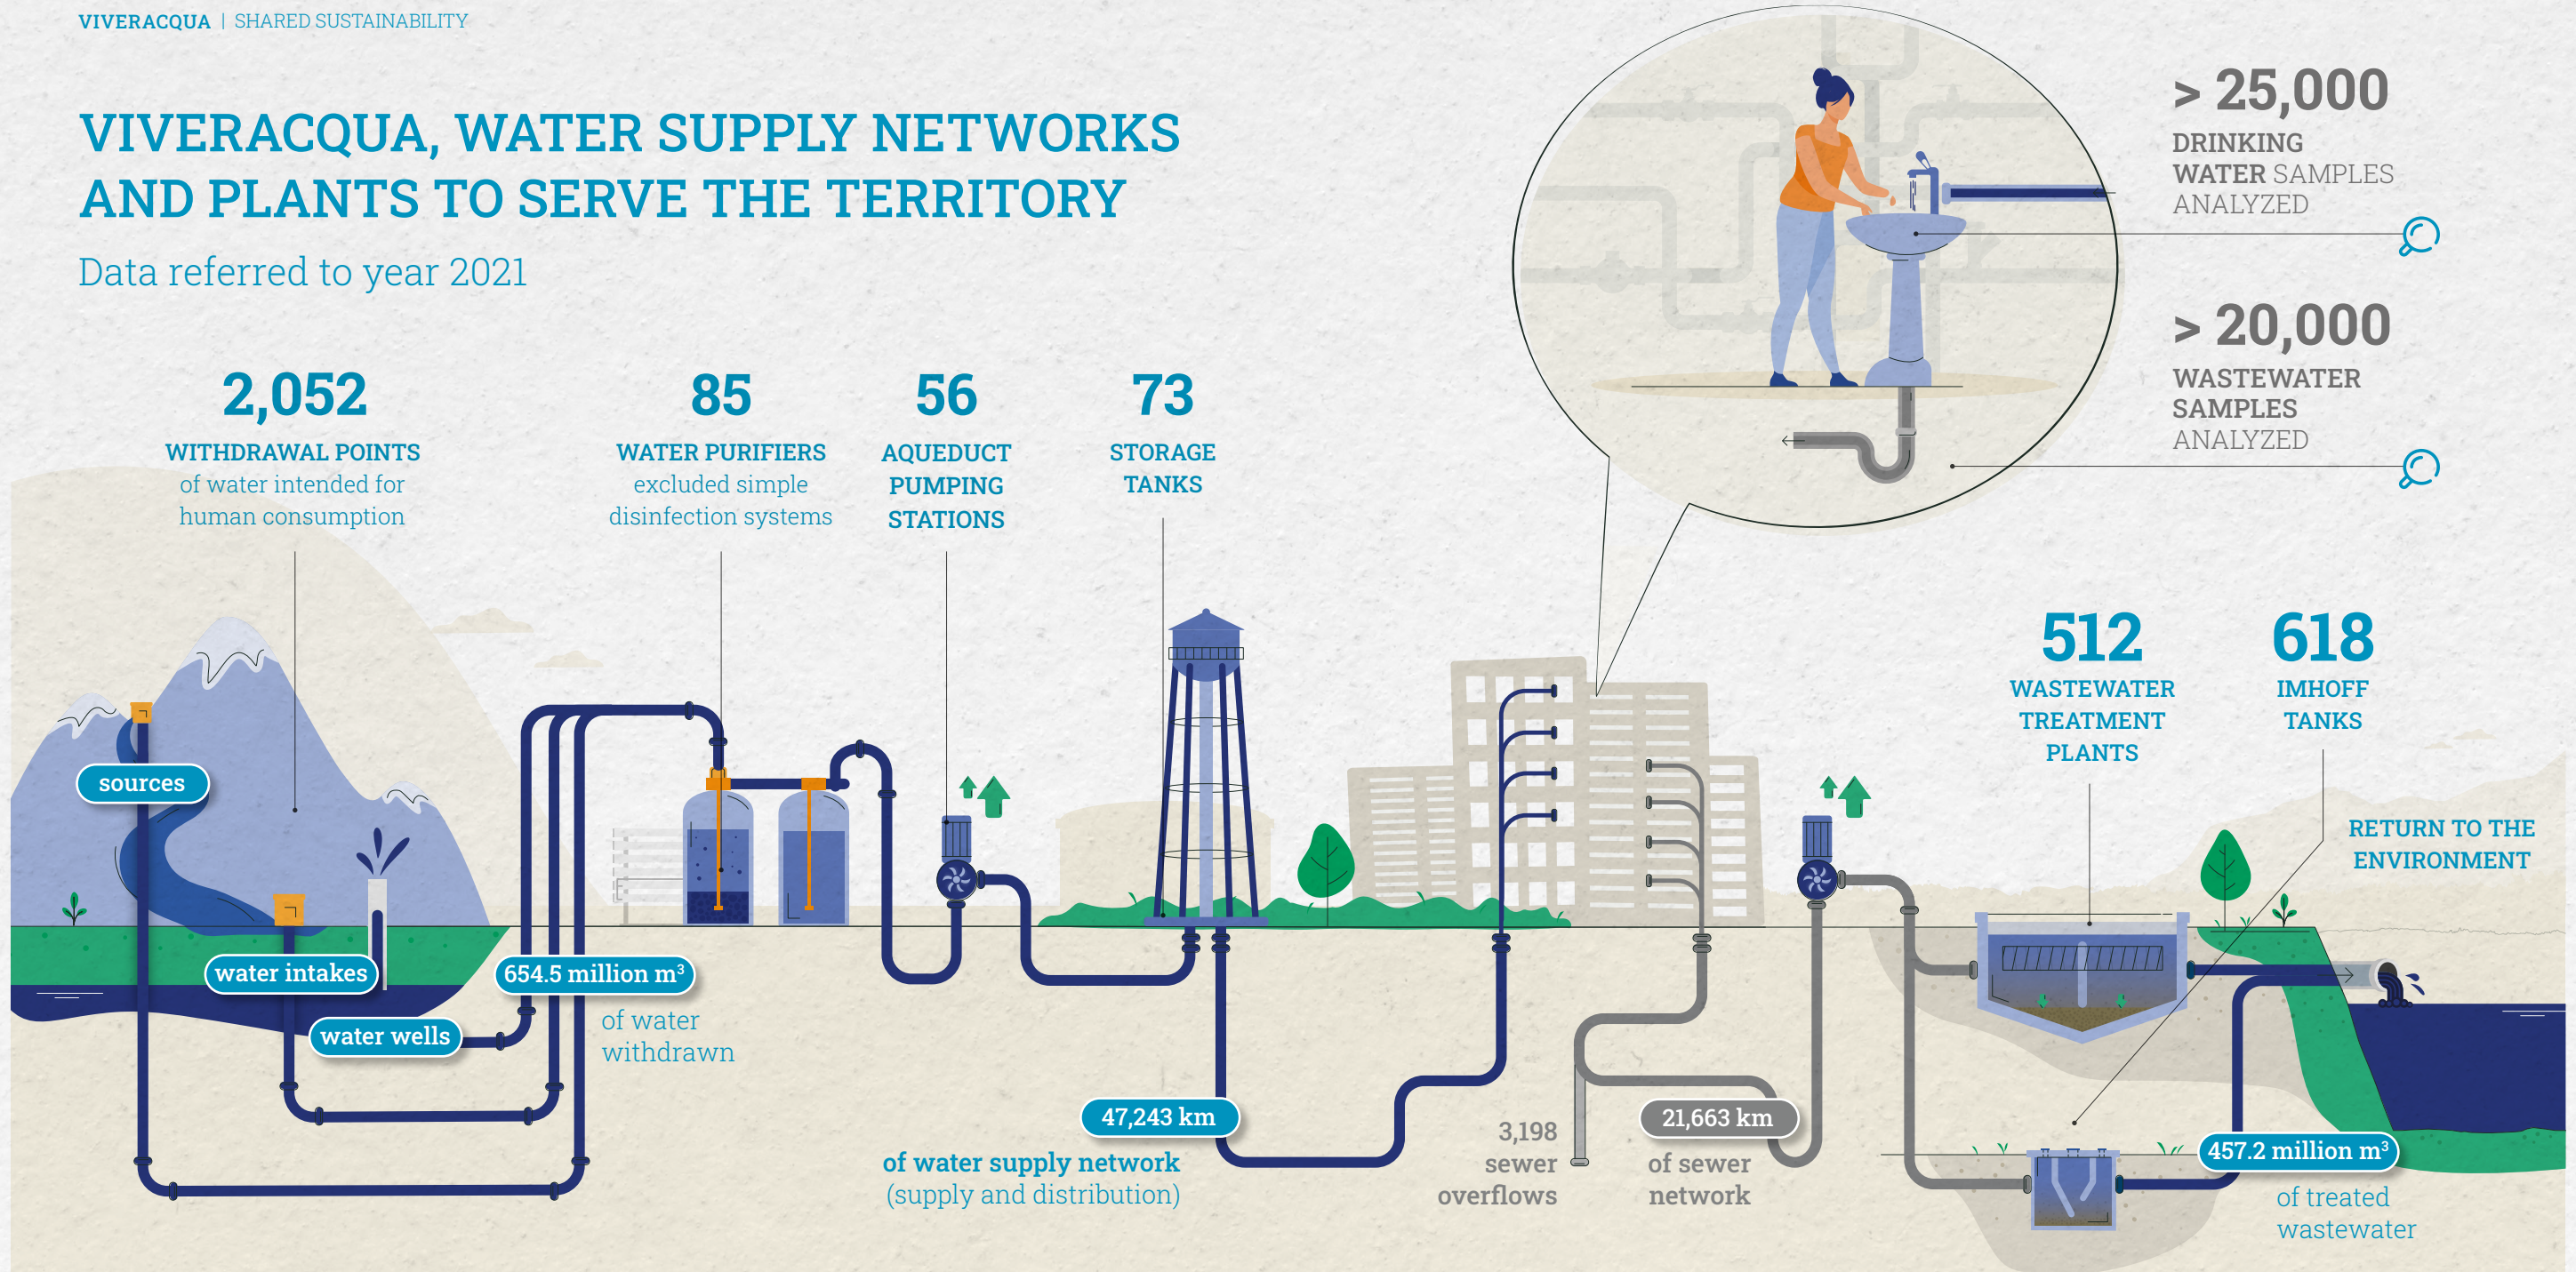 VIVERACQUA | SHARED SUSTAINABILITY
VIVERACQUA, WATER SUPPLY NETWORKS
AND PLANTS TO SERVE THE TERRITORY
Data referred to year 2021
> 25,000
DRINKING
WATER SAMPLES
ANALYZED
> 20,000
WASTEWATER
SAMPLES
ANALYZED
2,052
WITHDRAWAL POINTS
of water intended for
human consumption
85
WATER PURIFIERS
excluded simple
disinfection systems
56
AQUEDUCT
PUMPING
STATIONS
73
STORAGE
TANKS
512
WASTEWATER
TREATMENT
PLANTS
618
IMHOFF
TANKS
RETURN TO THE
ENVIRONMENT
sources
water intakes
water wells
654.5 million m³
of water
withdrawn
47,243 km
of water supply network
(supply and distribution)
3,198
sewer
overflows
21,663 km
of sewer
network
457.2 million m³
of treated
wastewater